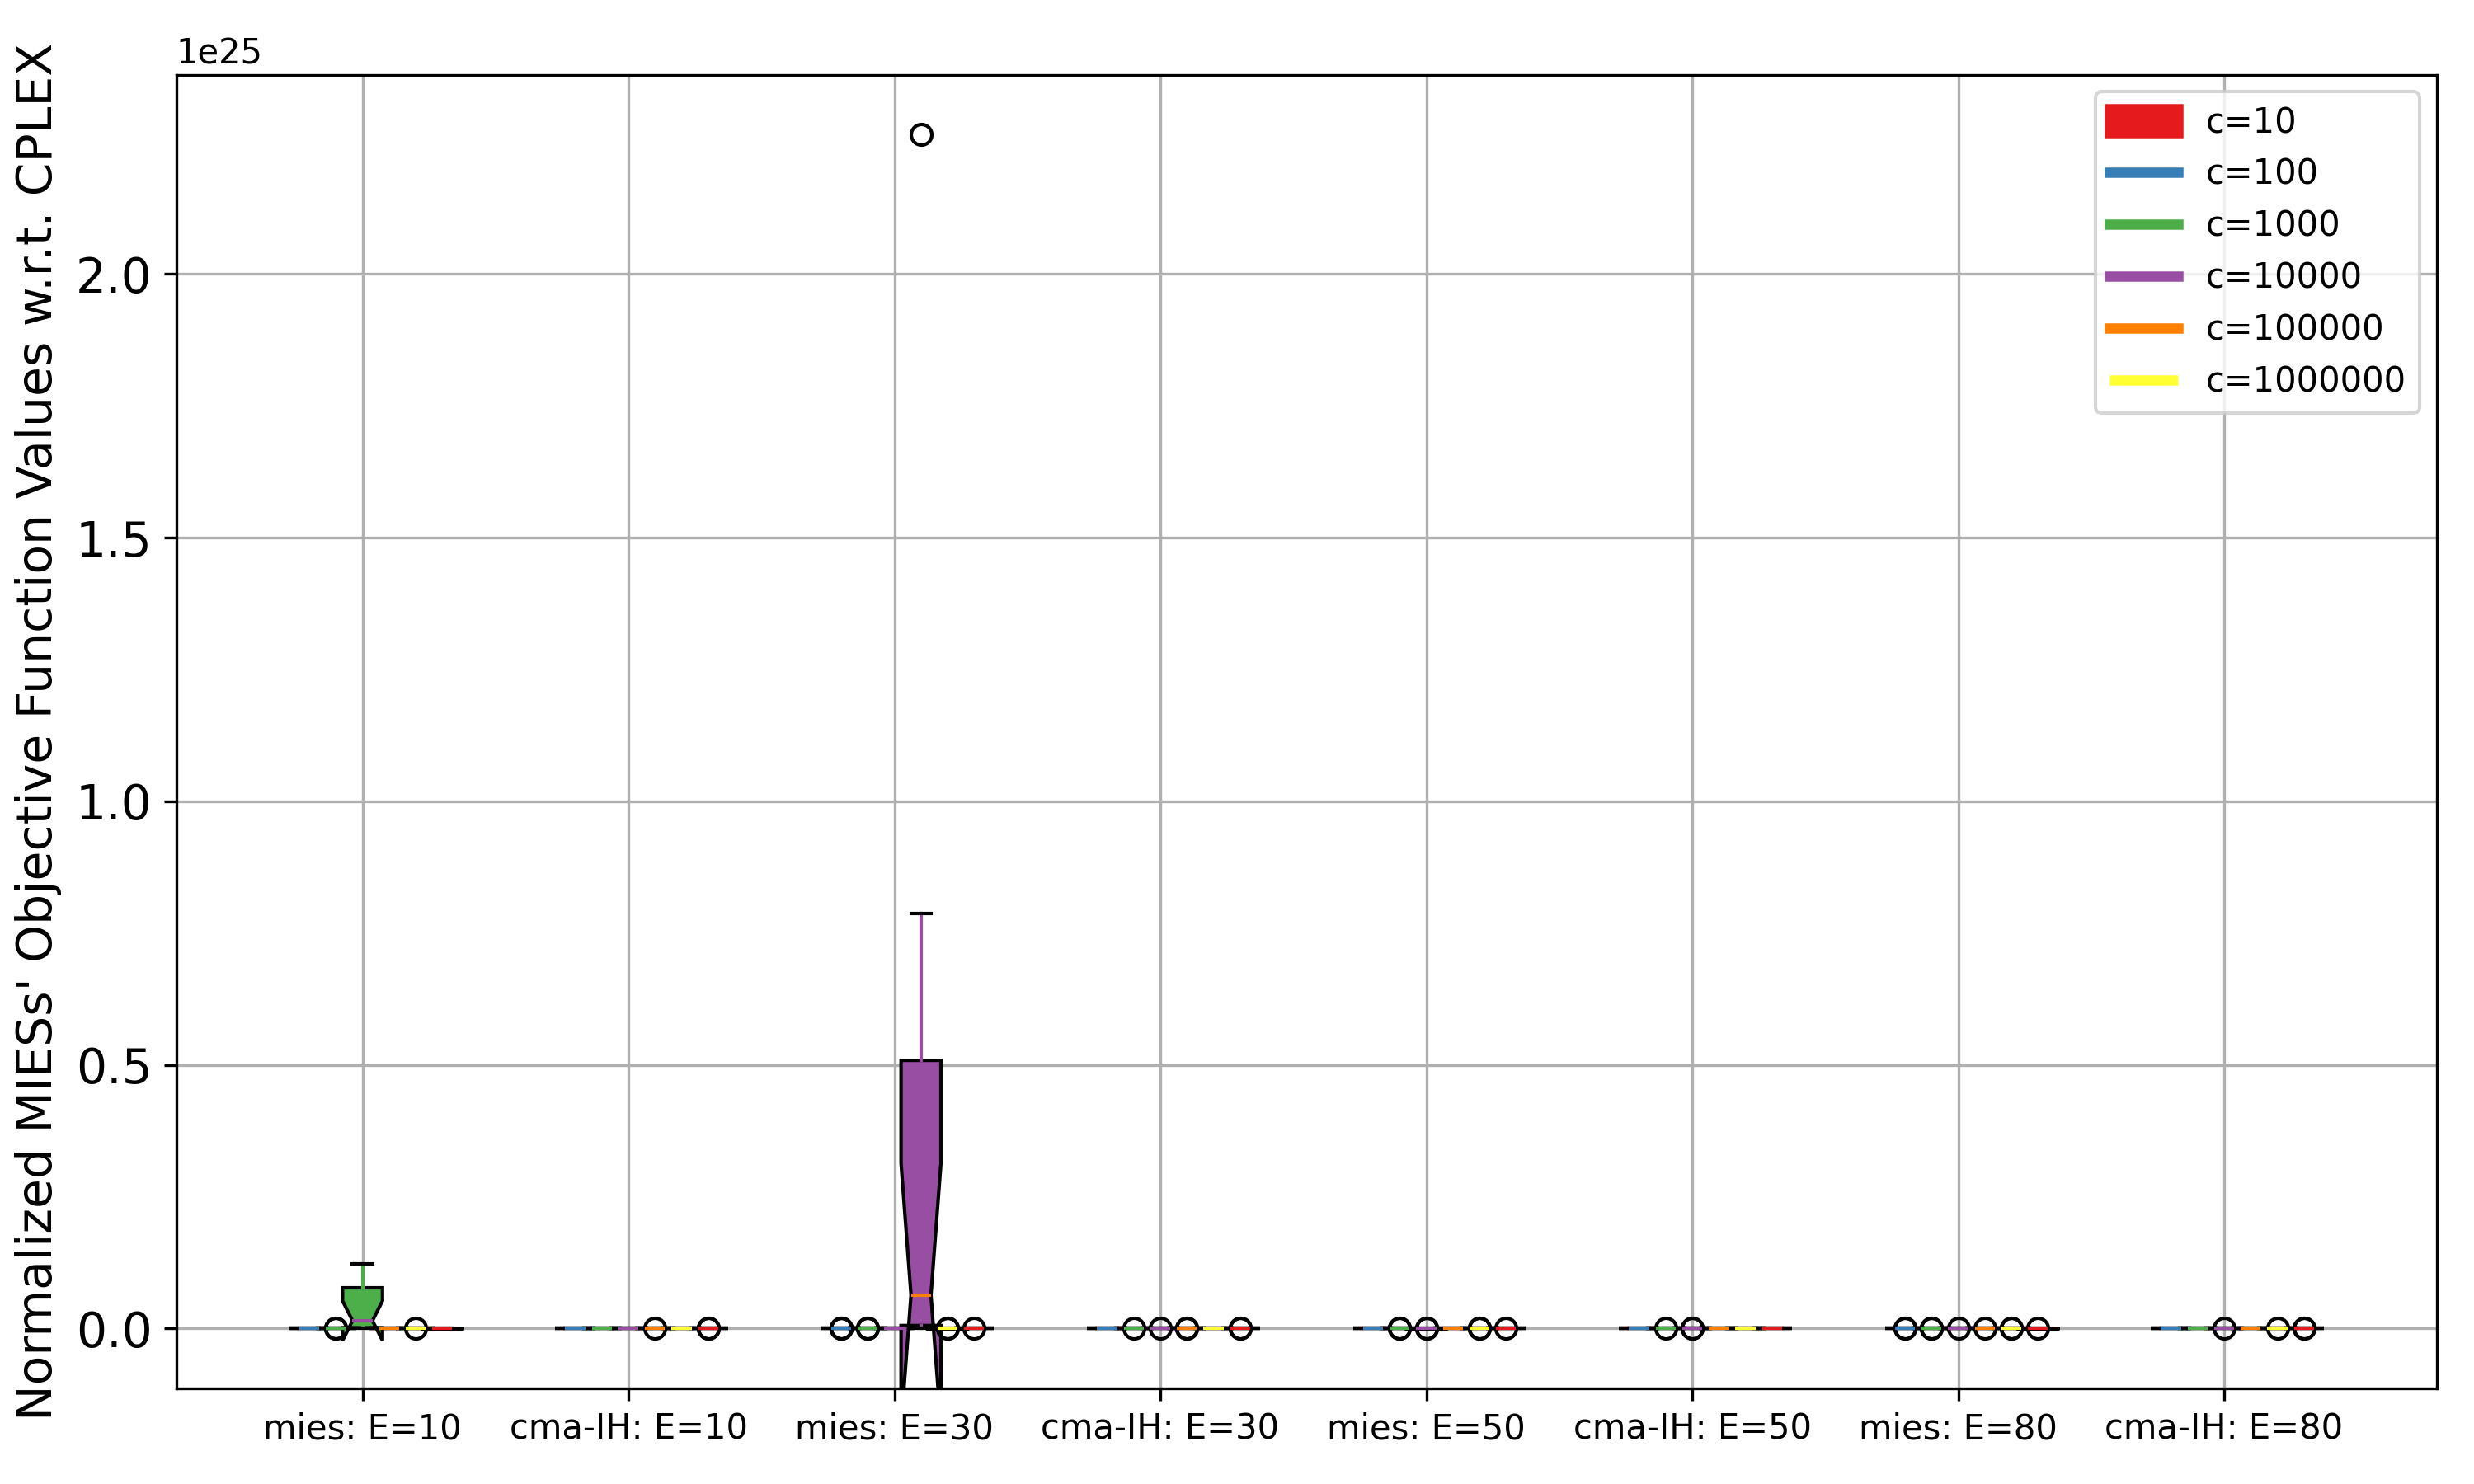 1e25
Normalized MIESs' Objective Function Values w.r.t. CPLEX
2.0
1.5
1.0
0.5
0.0
c=10
c=100
c=1000
c=10000
c=100000
c=1000000
mies: E=10
cma-IH: E=10
mies: E=30
cma-IH: E=30
mies: E=50
cma-IH: E=50
mies: E=80
cma-IH: E=80